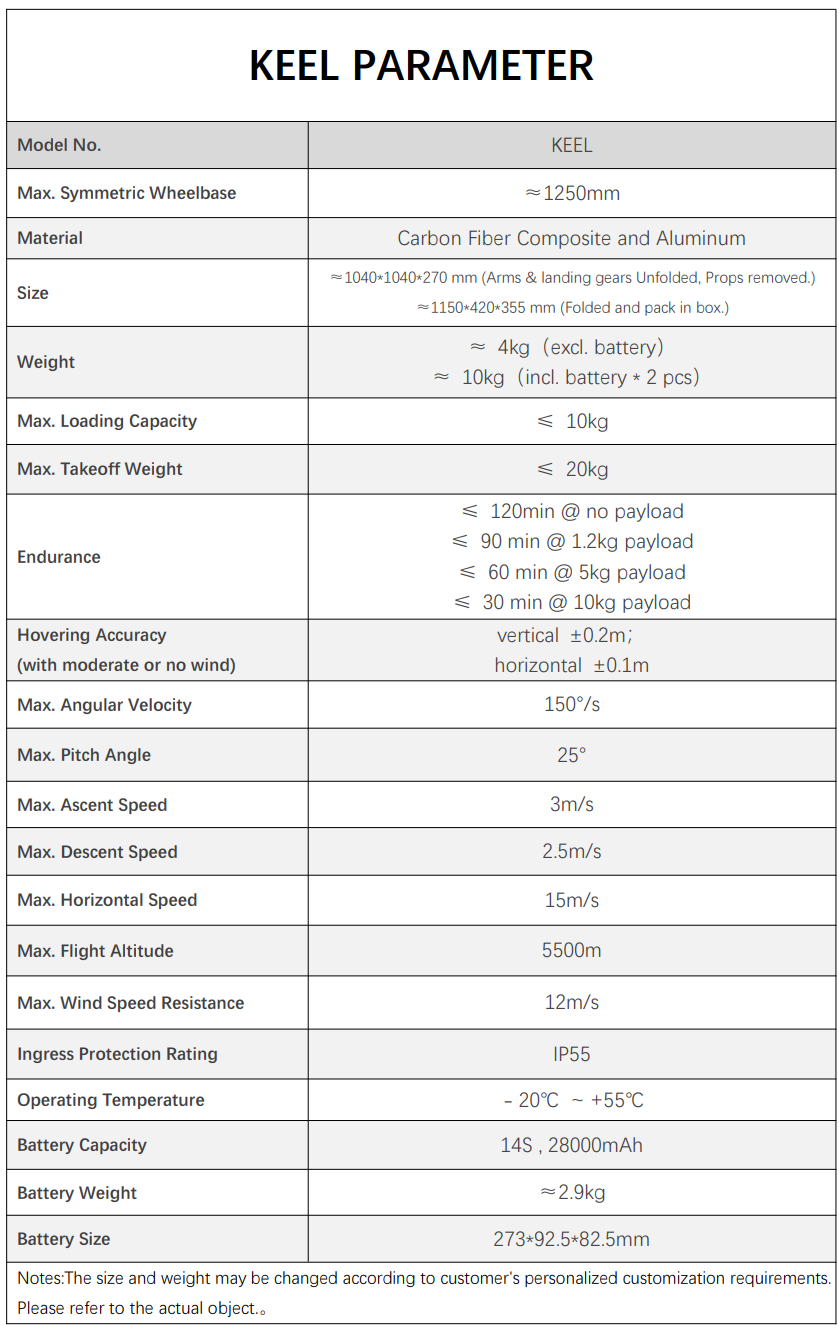 KEEL PARAMETER
Model No. KEEL
Max. Symmetric Wheelbase ≈1250mm
Material Carbon Fiber Composite and Aluminum
Size ≈1040*1040*270 mm (Arms & landing gears Unfolded, Props removed.)
≈1150*420*355 mm (Folded and pack in box.)
Weight ≈ 4kg（excl. battery）
≈ 10kg（incl. battery * 2 pcs）
Max. Loading Capacity ≤ 10kg
Max. Takeoff Weight ≤ 20kg
Endurance ≤ 120min @ no payload
≤ 90 min @ 1.2kg payload
≤ 60 min @ 5kg payload
≤ 30 min @ 10kg payload
Hovering Accuracy vertical ±0.2m；
(with moderate or no wind) horizontal ±0.1m
Max. Angular Velocity 150°/s
Max. Pitch Angle 25°
Max. Ascent Speed 3m/s
Max. Descent Speed 2.5m/s
Max. Horizontal Speed 15m/s
Max. Flight Altitude 5500m
Max. Wind Speed Resistance 12m/s
Ingress Protection Rating IP55
Operating Temperature – 20℃ ~ +55℃
Battery Capacity 14S , 28000mAh
Battery Weight ≈2.9kg
Battery Size 273*92.5*82.5mm
Notes:The size and weight may be changed according to customer's personalized customization requirements.
Please refer to the actual object.。